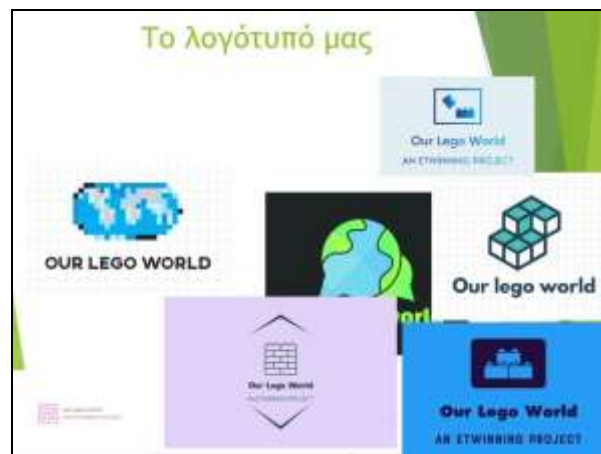 Το λογότυπό μας
Our Lego World
AN ETWINNING PROJECT
OUR LEGO WORLD
Our lego world
Our Lego World
Our Lego World
AN ETWINNING PROJECT